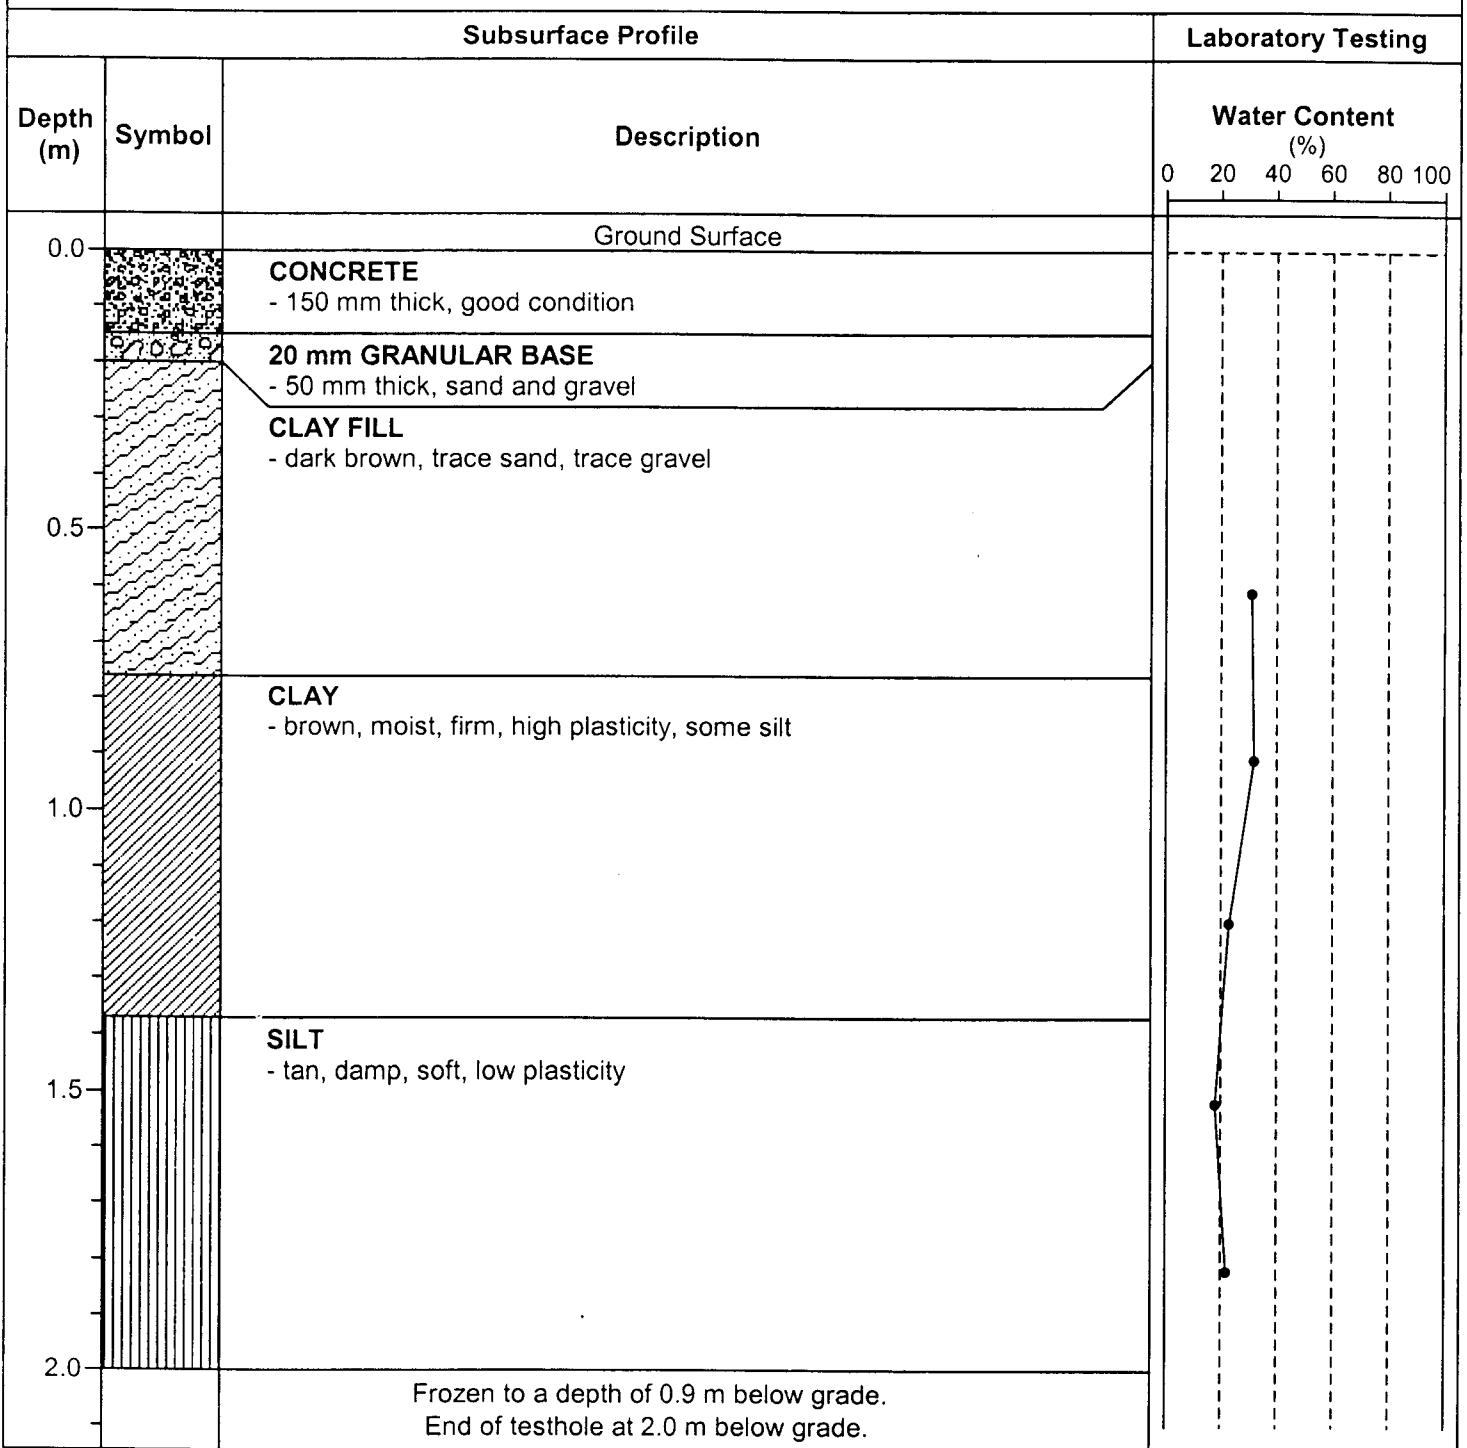 Subsurface Profile
Laboratory Testing
Depth
(m)
Symbol
Description
Water Content
(%)
0 20 40 60 80 100
Ground Surface
0.0
CONCRETE
- 150 mm thick, good condition
20 mm GRANULAR BASE
- 50 mm thick, sand and gravel
CLAY FILL
- dark brown, trace sand, trace gravel
0.5
CLAY
- brown, moist, firm, high plasticity, some silt
1.0
SILT
- tan, damp, soft, low plasticity
1.5
2.0
Frozen to a depth of 0.9 m below grade.
End of testhole at 2.0 m below grade.